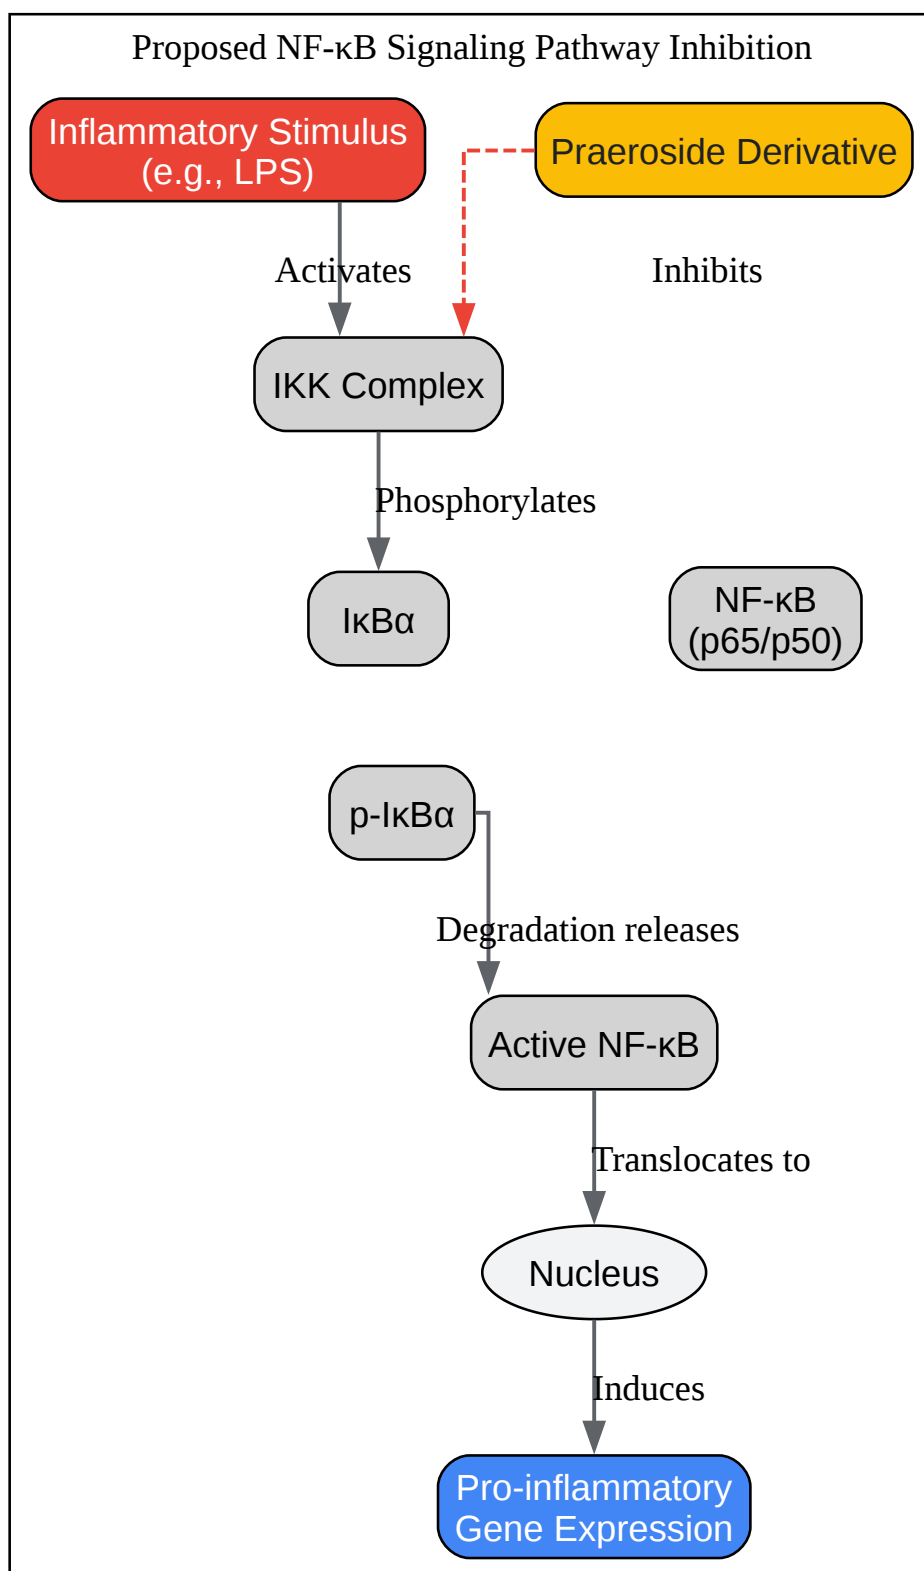 Proposed NF-κB Signaling Pathway Inhibition
Inflammatory Stimulus
(e.g., LPS)
Praeroside Derivative
Activates
Inhibits
IKK Complex
Phosphorylates
IκBα
NF-κB
(p65/p50)
p-IκBα
Degradation releases
Active NF-κB
Translocates to
Nucleus
Induces
Pro-inflammatory
Gene Expression